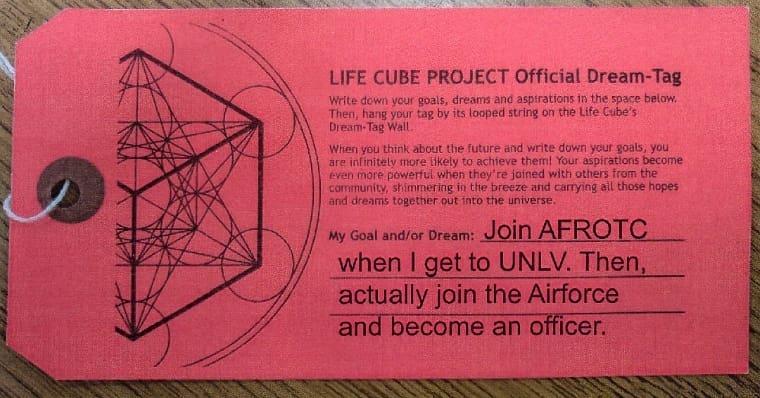 LIFE CUBE PROJECT Official Dream-Tag
Write down your goals, dreams and aspirations in the space below.
Then, hang your tag by its looped string on the Life Cube's
Dream-Tag Wall.
When you think about the future and write down your goals, you
are infinitely more likely to achieve them! Your aspirations become
even more powerful when they're joined with others from the
community, shimmering in the breeze and carrying all those hopes
and dreams together out into the universe.
My Goal and/or Dream: Join AFROTC
when I get to UNLV. Then,
actually join the Airforce
and become an officer.